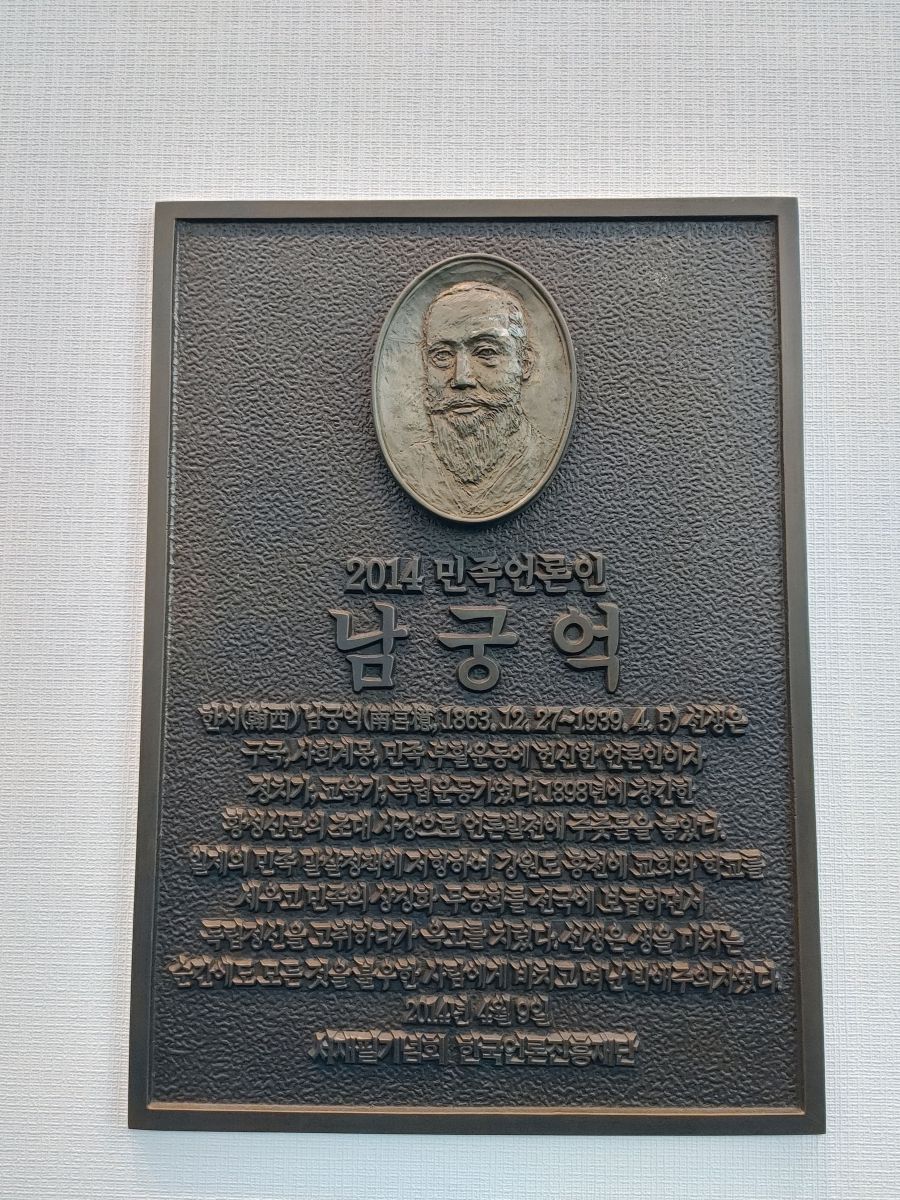 2014 민족언론인
남궁억
한서(翰西) 남궁억(南宮檍, 1863. 12. 27~1939. 4. 5) 선생은
구국, 사회계몽, 민족 부활운동에 헌신한 언론인이자
정치가, 교육가, 독립운동가였다. 1898년에 창간한
황성신문의 초대 사장으로 언론발전에 주춧돌을 놓았다.
일제의 민족 말살정책에 저항하여 강원도 홍천에 교회와 학교를
세우고 민족의 상징화 무궁화를 전국에 보급하면서
독립정신을 고취하다가 옥고를 치렀다. 선생은 생을 마치는
순간에도 모든 것을 불우한 사람에게 바치고 떠난 박애주의자였다.
2014년 4월 9일
서재필기념회 한국언론진흥재단